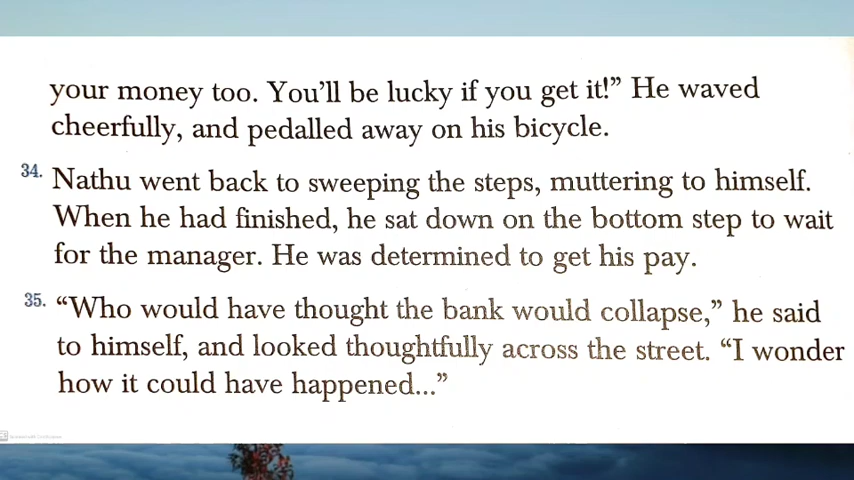 your money too. You'll be lucky if you get it!” He waved
cheerfully, and pedalled away on his bicycle.
34. Nathu went back to sweeping the steps, muttering to himself.
When he had finished, he sat down on the bottom step to wait
for the manager. He was determined to get his pay.
35. “Who would have thought the bank would collapse,” he said
to himself, and looked thoughtfully across the street. “I wonder
how it could have happened...”